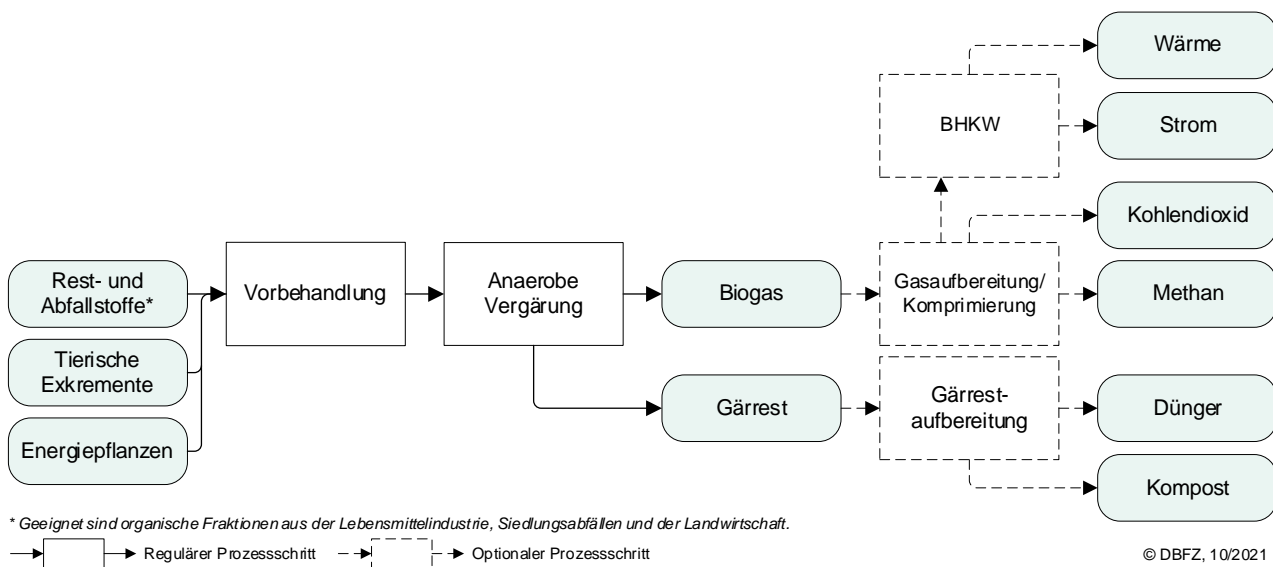 Wärme
BHKW
Strom
Kohlendioxid
Rest- und
Abfallstoffe*
Vorbehandlung
Anaerobe
Vergärung
Biogas
Gasaufbereitung/
Komprimierung
Methan
Tierische
Exkremente
Gärrest
Gärrest-
aufbereitung
Dünger
Energiepflanzen
Kompost
* Geeignet sind organische Fraktionen aus der Lebensmittelindustrie, Siedlungsabfällen und der Landwirtschaft.
Regulärer Prozessschritt
Optionaler Prozessschritt
© DBFZ, 10/2021